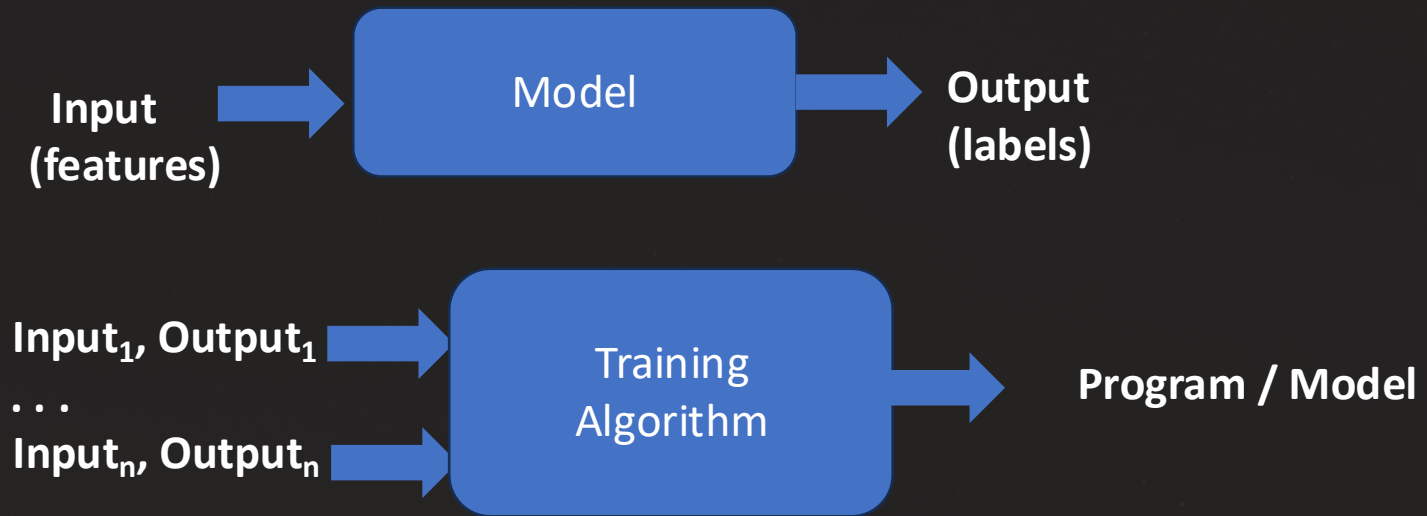 Input
(features)
Model
Output
(labels)
Input₁, Output₁
. . .
Inputₙ, Outputₙ
Training
Algorithm
Program / Model